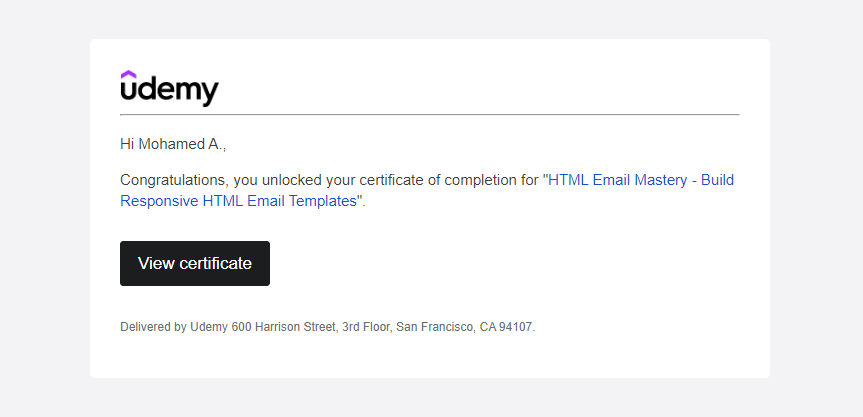 udemy
Hi Mohamed A.,
Congratulations, you unlocked your certificate of completion for "HTML Email Mastery - Build
Responsive HTML Email Templates".
View certificate
Delivered by Udemy 600 Harrison Street, 3rd Floor, San Francisco, CA 94107.